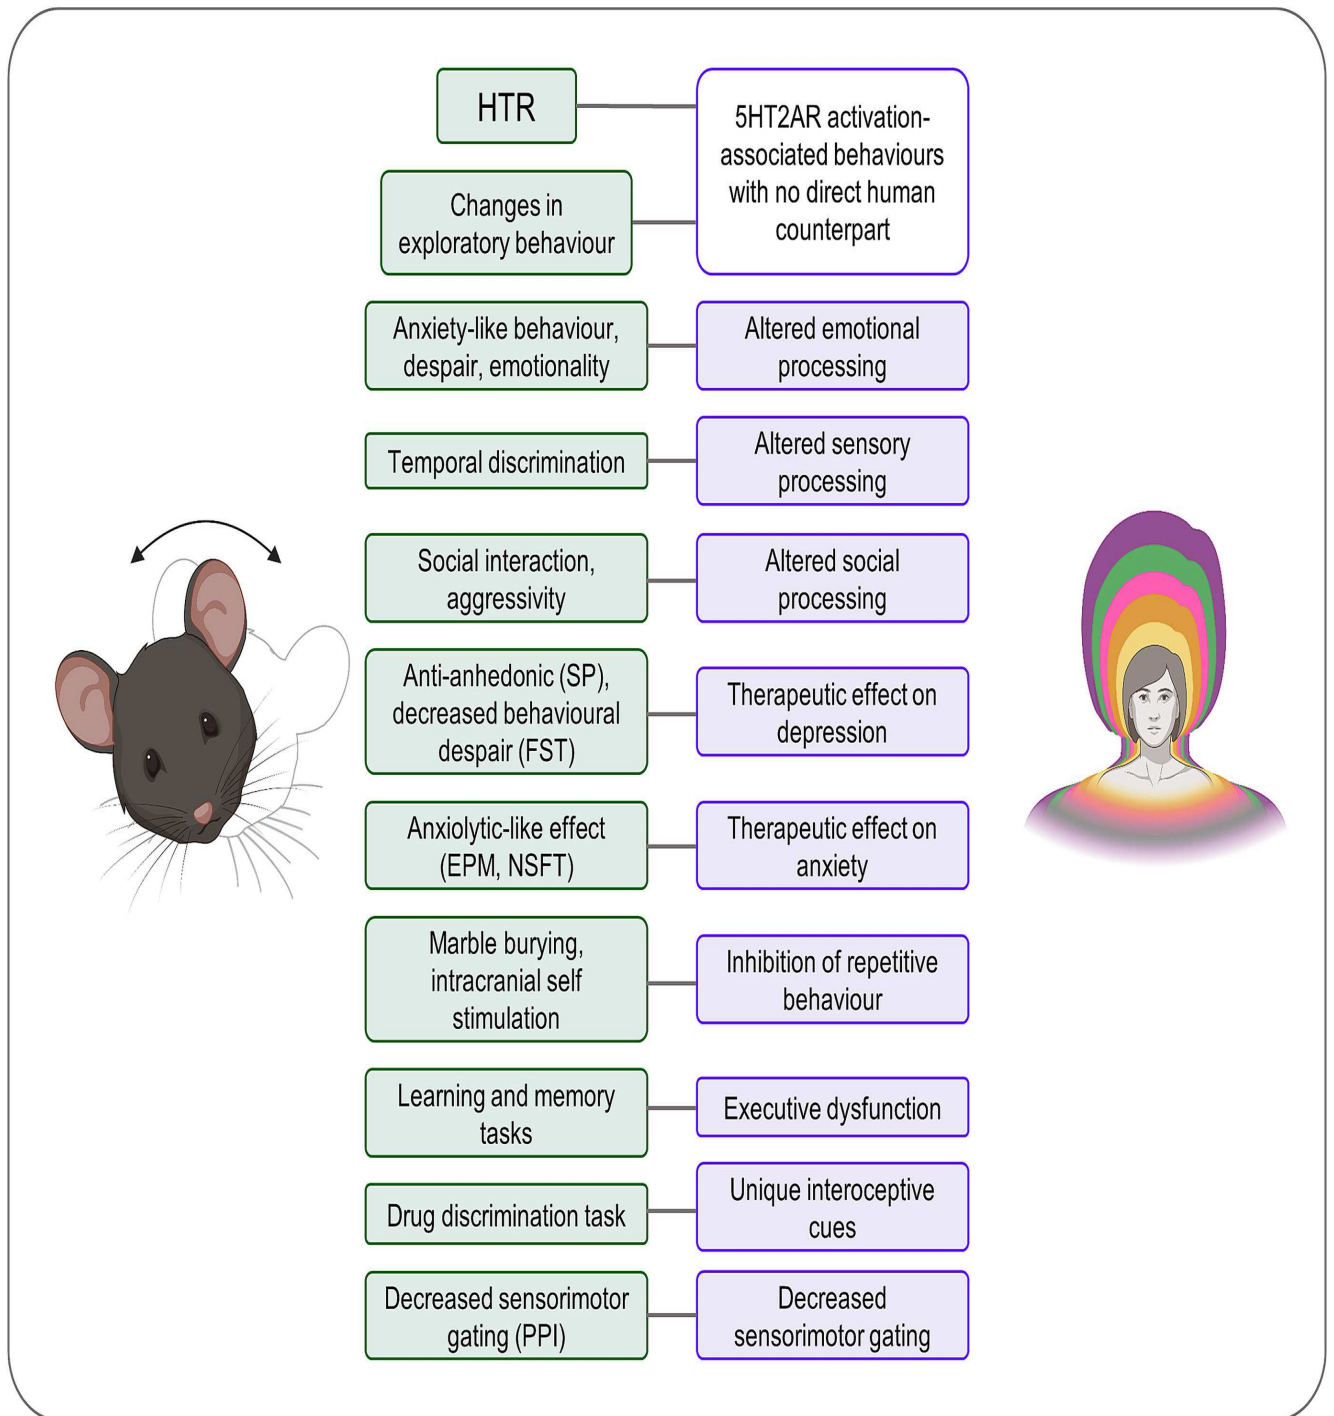 HTR
5HT2AR activation-
associated behaviours
with no direct human
counterpart
Changes in
exploratory behaviour
Anxiety-like behaviour,
despair, emotionality
Altered emotional
processing
Temporal discrimination
Altered sensory
processing
Social interaction,
aggressivity
Altered social
processing
Anti-anhedonic (SP),
decreased behavioural
despair (FST)
Therapeutic effect on
depression
Anxiolytic-like effect
(EPM, NSFT)
Therapeutic effect on
anxiety
Marble burying,
intracranial self
stimulation
Inhibition of repetitive
behaviour
Learning and memory
tasks
Executive dysfunction
Drug discrimination task
Unique interoceptive
cues
Decreased sensorimotor
gating (PPI)
Decreased
sensorimotor gating